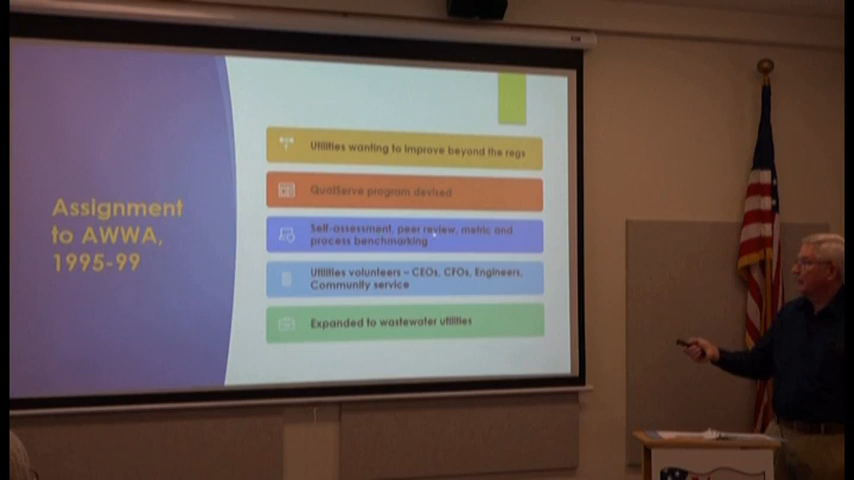 Assignment
to AWWA,
1995-99
Utilities wanting to improve beyond the regs
QualServe program devised
Self-assessment, peer review, metric and
process benchmarking
Utilities volunteers – CEOs, CFOs, Engineers,
Community service
Expanded to wastewater utilities